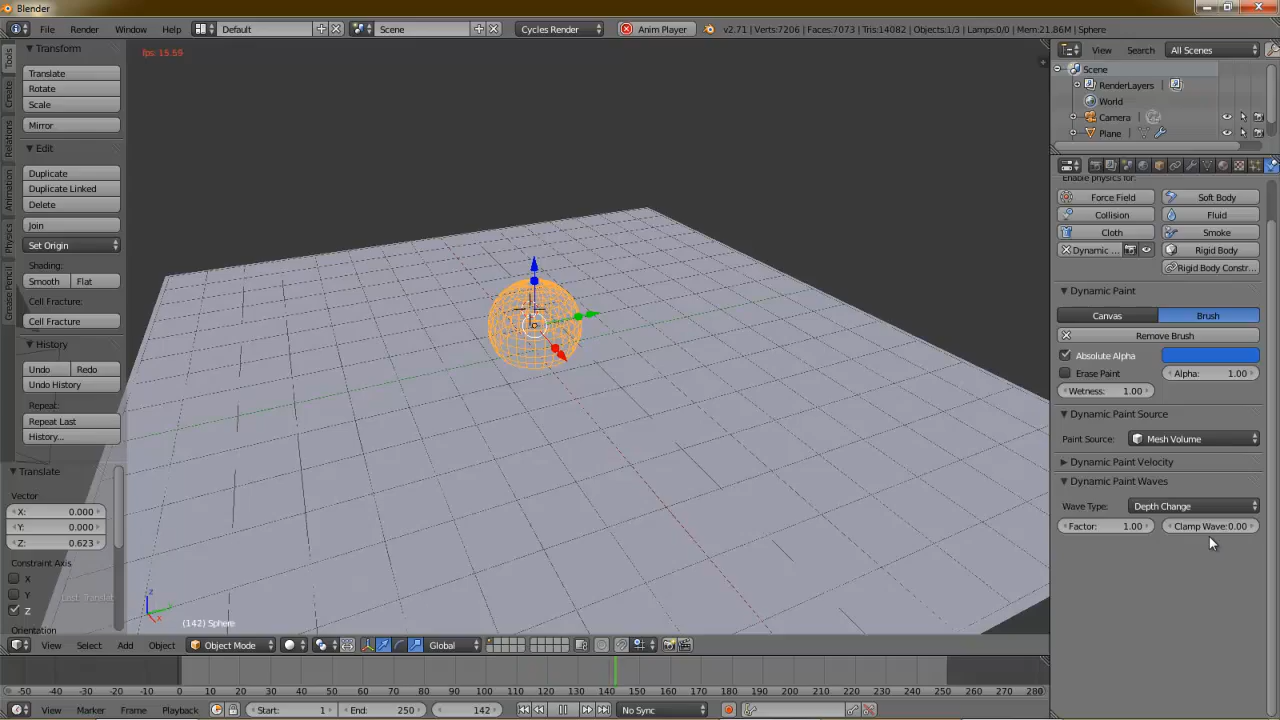 Blender
File Render Window Help Default Scene Cycles Render Anim Player v2.71 | Verts:7206 | Faces:7073 | Tris:14082 | Objects:1/3 | Lamps:0/0 | Mem:21.86M | Sphere
Tools
Create
Relations
Animation
Physics
Grease Pencil
Transform
Translate
Rotate
Scale
Mirror
Edit
Duplicate
Duplicate Linked
Delete
Join
Set Origin
Shading:
Smooth Flat
Cell Fracture:
Cell Fracture
History
Undo Redo
Undo History
Repeat:
Repeat Last
History...
Translate
Vector
X: 0.000
Y: 0.000
Z: 0.623
Constraint Axis
X
Y
Z
Orientation
fps: 15.59
(142) Sphere
View Select Add Object Object Mode Global
-50 -40 -30 -20 -10 0 10 20 30 40 50 60 70 80 90 100 110 120 130 140 150 160 170 180 190 200 210 220 230 240 250 260 270 280
View Marker Frame Playback Start: 1 End: 250 142 No Sync
View Search All Scenes
Scene
RenderLayers
World
Camera
Plane
Enable physics for:
Force Field Soft Body
Collision Fluid
Cloth Smoke
Dynamic ... Rigid Body
Rigid Body Constr...
Dynamic Paint
Canvas Brush
Remove Brush
Absolute Alpha
Erase Paint Alpha: 1.00
Wetness: 1.00
Dynamic Paint Source
Paint Source: Mesh Volume
Dynamic Paint Velocity
Dynamic Paint Waves
Wave Type: Depth Change
Factor: 1.00 Clamp Wave:0.00